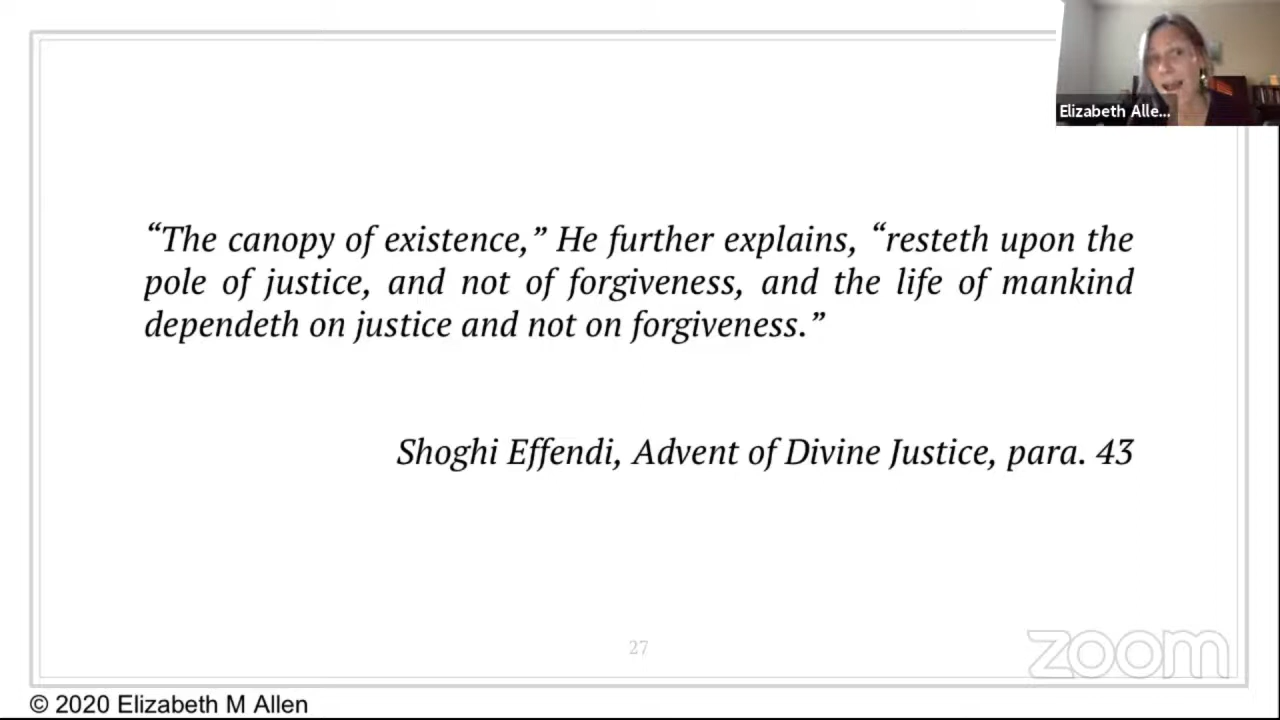 Elizabeth Alle...
“The canopy of existence,” He further explains, “resteth upon the
pole of justice, and not of forgiveness, and the life of mankind
dependeth on justice and not on forgiveness.”
Shoghi Effendi, Advent of Divine Justice, para. 43
27
zoom
© 2020 Elizabeth M Allen